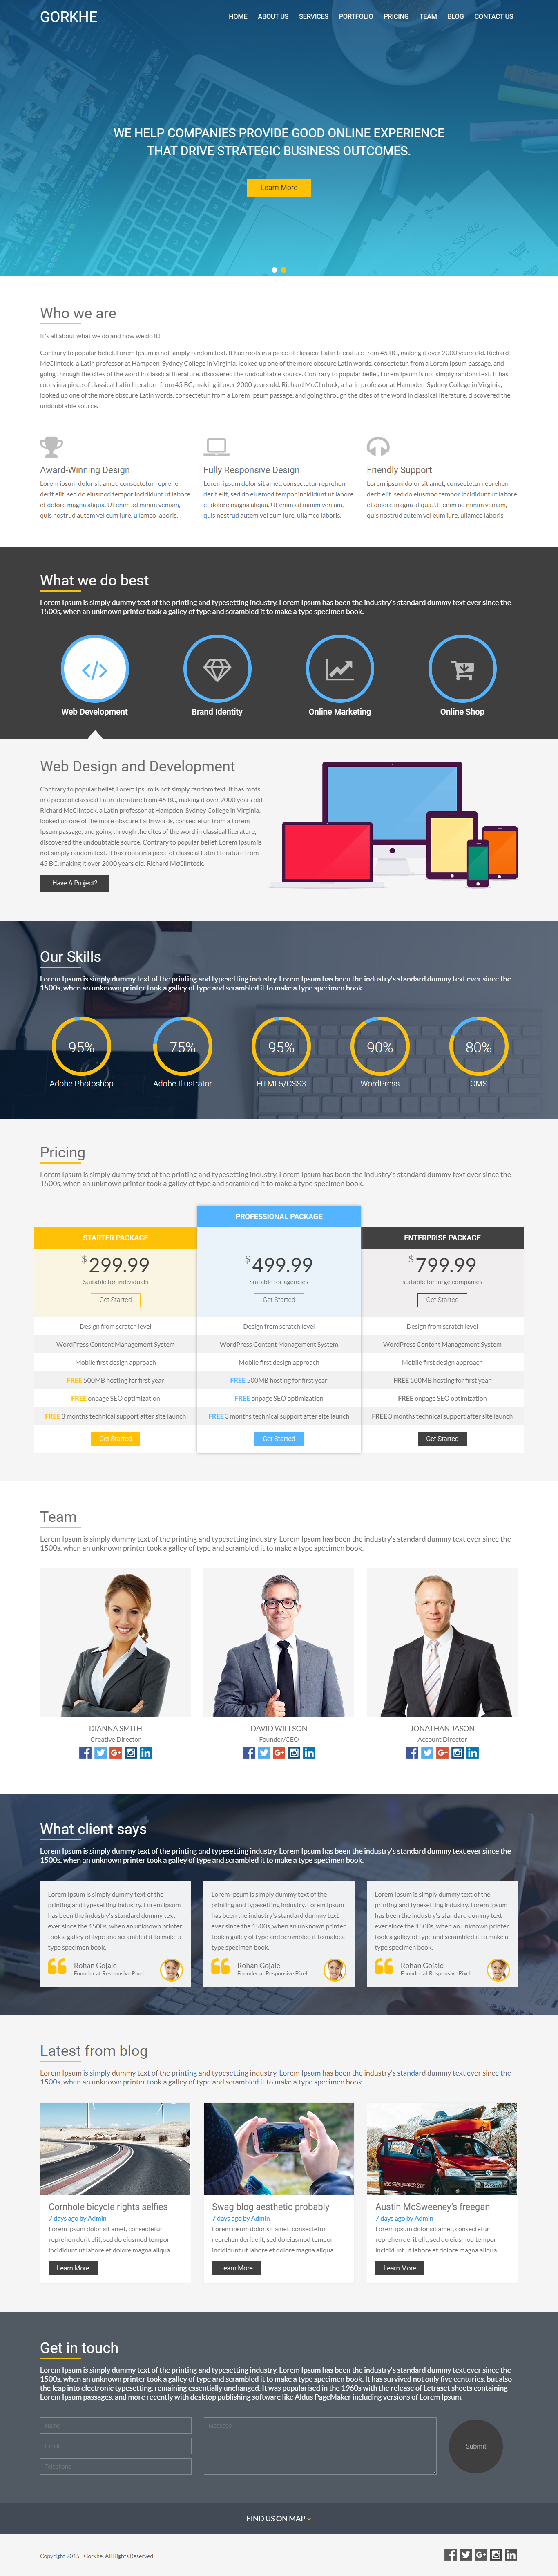 GORKHE
HOME ABOUT US SERVICES PORTFOLIO PRICING TEAM BLOG CONTACT US
WE HELP COMPANIES PROVIDE GOOD ONLINE EXPERIENCE
THAT DRIVE STRATEGIC BUSINESS OUTCOMES.
Learn More
Who we are
It's all about what we do and how we do it!
Contrary to popular belief, Lorem Ipsum is not simply random text. It has roots in a piece of classical Latin literature from 45 BC, making it over 2000 years old. Richard
McClintock, a Latin professor at Hampden-Sydney College in Virginia, looked up one of the more obscure Latin words, consectetur, from a Lorem Ipsum passage, and
going through the cites of the word in classical literature, discovered the undoubtable source. Contrary to popular belief, Lorem Ipsum is not simply random text. It has
roots in a piece of classical Latin literature from 45 BC, making it over 2000 years old. Richard McClintock, a Latin professor at Hampden-Sydney College in Virginia,
looked up one of the more obscure Latin words, consectetur, from a Lorem Ipsum passage, and going through the cites of the word in classical literature, discovered the
undoubtable source.
Award-Winning Design
Lorem ipsum dolor sit amet, consectetur reprehen
derit elit, sed do eiusmod tempor incididunt ut labore
et dolore magna aliqua. Ut enim ad minim veniam,
quis nostrud autem vel eum iure, ullamco laboris.
Fully Responsive Design
Lorem ipsum dolor sit amet, consectetur reprehen
derit elit, sed do eiusmod tempor incididunt ut labore
et dolore magna aliqua. Ut enim ad minim veniam,
quis nostrud autem vel eum iure, ullamco laboris.
Friendly Support
Lorem ipsum dolor sit amet, consectetur reprehen
derit elit, sed do eiusmod tempor incididunt ut labore
et dolore magna aliqua. Ut enim ad minim veniam,
quis nostrud autem vel eum iure, ullamco laboris.
What we do best
Lorem Ipsum is simply dummy text of the printing and typesetting industry. Lorem Ipsum has been the industry's standard dummy text ever since the
1500s, when an unknown printer took a galley of type and scrambled it to make a type specimen book.
Web Development
Brand Identity
Online Marketing
Online Shop
Web Design and Development
Contrary to popular belief, Lorem Ipsum is not simply random text. It has roots
in a piece of classical Latin literature from 45 BC, making it over 2000 years old.
Richard McClintock, a Latin professor at Hampden-Sydney College in Virginia,
looked up one of the more obscure Latin words, consectetur, from a Lorem
Ipsum passage, and going through the cites of the word in classical literature,
discovered the undoubtable source. Contrary to popular belief, Lorem Ipsum is
not simply random text. It has roots in a piece of classical Latin literature from
45 BC, making it over 2000 years old. Richard McClintock.
Have A Project?
Our Skills
Lorem Ipsum is simply dummy text of the printing and typesetting industry. Lorem Ipsum has been the industry's standard dummy text ever since the
1500s, when an unknown printer took a galley of type and scrambled it to make a type specimen book.
95%
75%
95%
90%
80%
Adobe Photoshop
Adobe Illustrator
HTML5/CSS3
WordPress
CMS
Pricing
Lorem Ipsum is simply dummy text of the printing and typesetting industry. Lorem Ipsum has been the industry's standard dummy text ever since the
1500s, when an unknown printer took a galley of type and scrambled it to make a type specimen book.
STARTER PACKAGE
$299.99
Suitable for individuals
Get Started
Design from scratch level
WordPress Content Management System
Mobile first design approach
FREE 500MB hosting for first year
FREE onpage SEO optimization
FREE 3 months technical support after site launch
Get Started
PROFESSIONAL PACKAGE
$499.99
Suitable for agencies
Get Started
Design from scratch level
WordPress Content Management System
Mobile first design approach
FREE 500MB hosting for first year
FREE onpage SEO optimization
FREE 3 months technical support after site launch
Get Started
ENTERPRISE PACKAGE
$799.99
suitable for large companies
Get Started
Design from scratch level
WordPress Content Management System
Mobile first design approach
FREE 500MB hosting for first year
FREE onpage SEO optimization
FREE 3 months technical support after site launch
Get Started
Team
Lorem Ipsum is simply dummy text of the printing and typesetting industry. Lorem Ipsum has been the industry's standard dummy text ever since the
1500s, when an unknown printer took a galley of type and scrambled it to make a type specimen book.
DIANNA SMITH
Creative Director
DAVID WILLSON
Founder/CEO
JONATHAN JASON
Account Director
What client says
Lorem Ipsum is simply dummy text of the printing and typesetting industry. Lorem Ipsum has been the industry's standard dummy text ever since the
1500s, when an unknown printer took a galley of type and scrambled it to make a type specimen book.
Lorem Ipsum is simply dummy text of the
printing and typesetting industry. Lorem Ipsum
has been the industry's standard dummy text
ever since the 1500s, when an unknown printer
took a galley of type and scrambled it to make a
type specimen book.
Rohan Gojale
Founder at Responsive Pixel
Lorem Ipsum is simply dummy text of the
printing and typesetting industry. Lorem Ipsum
has been the industry's standard dummy text
ever since the 1500s, when an unknown printer
took a galley of type and scrambled it to make a
type specimen book.
Rohan Gojale
Founder at Responsive Pixel
Lorem Ipsum is simply dummy text of the
printing and typesetting industry. Lorem Ipsum
has been the industry's standard dummy text
ever since the 1500s, when an unknown printer
took a galley of type and scrambled it to make a
type specimen book.
Rohan Gojale
Founder at Responsive Pixel
Latest from blog
Lorem Ipsum is simply dummy text of the printing and typesetting industry. Lorem Ipsum has been the industry's standard dummy text ever since the
1500s, when an unknown printer took a galley of type and scrambled it to make a type specimen book.
Cornhole bicycle rights selfies
7 days ago by Admin
Lorem ipsum dolor sit amet, consectetur
reprehen derit elit, sed do eiusmod tempor
incididunt ut labore et dolore magna aliqua...
Learn More
Swag blog aesthetic probably
7 days ago by Admin
Lorem ipsum dolor sit amet, consectetur
reprehen derit elit, sed do eiusmod tempor
incididunt ut labore et dolore magna aliqua...
Learn More
Austin McSweeney's freegan
7 days ago by Admin
Lorem ipsum dolor sit amet, consectetur
reprehen derit elit, sed do eiusmod tempor
incididunt ut labore et dolore magna aliqua...
Learn More
Get in touch
Lorem Ipsum is simply dummy text of the printing and typesetting industry. Lorem Ipsum has been the industry's standard dummy text ever since the
1500s, when an unknown printer took a galley of type and scrambled it to make a type specimen book. It has survived not only five centuries, but also
the leap into electronic typesetting, remaining essentially unchanged. It was popularised in the 1960s with the release of Letraset sheets containing
Lorem Ipsum passages, and more recently with desktop publishing software like Aldus PageMaker including versions of Lorem Ipsum.
Name
Email
Telephone
Message
Submit
FIND US ON MAP
Copyright 2015 - Gorkhe. All Rights Reserved